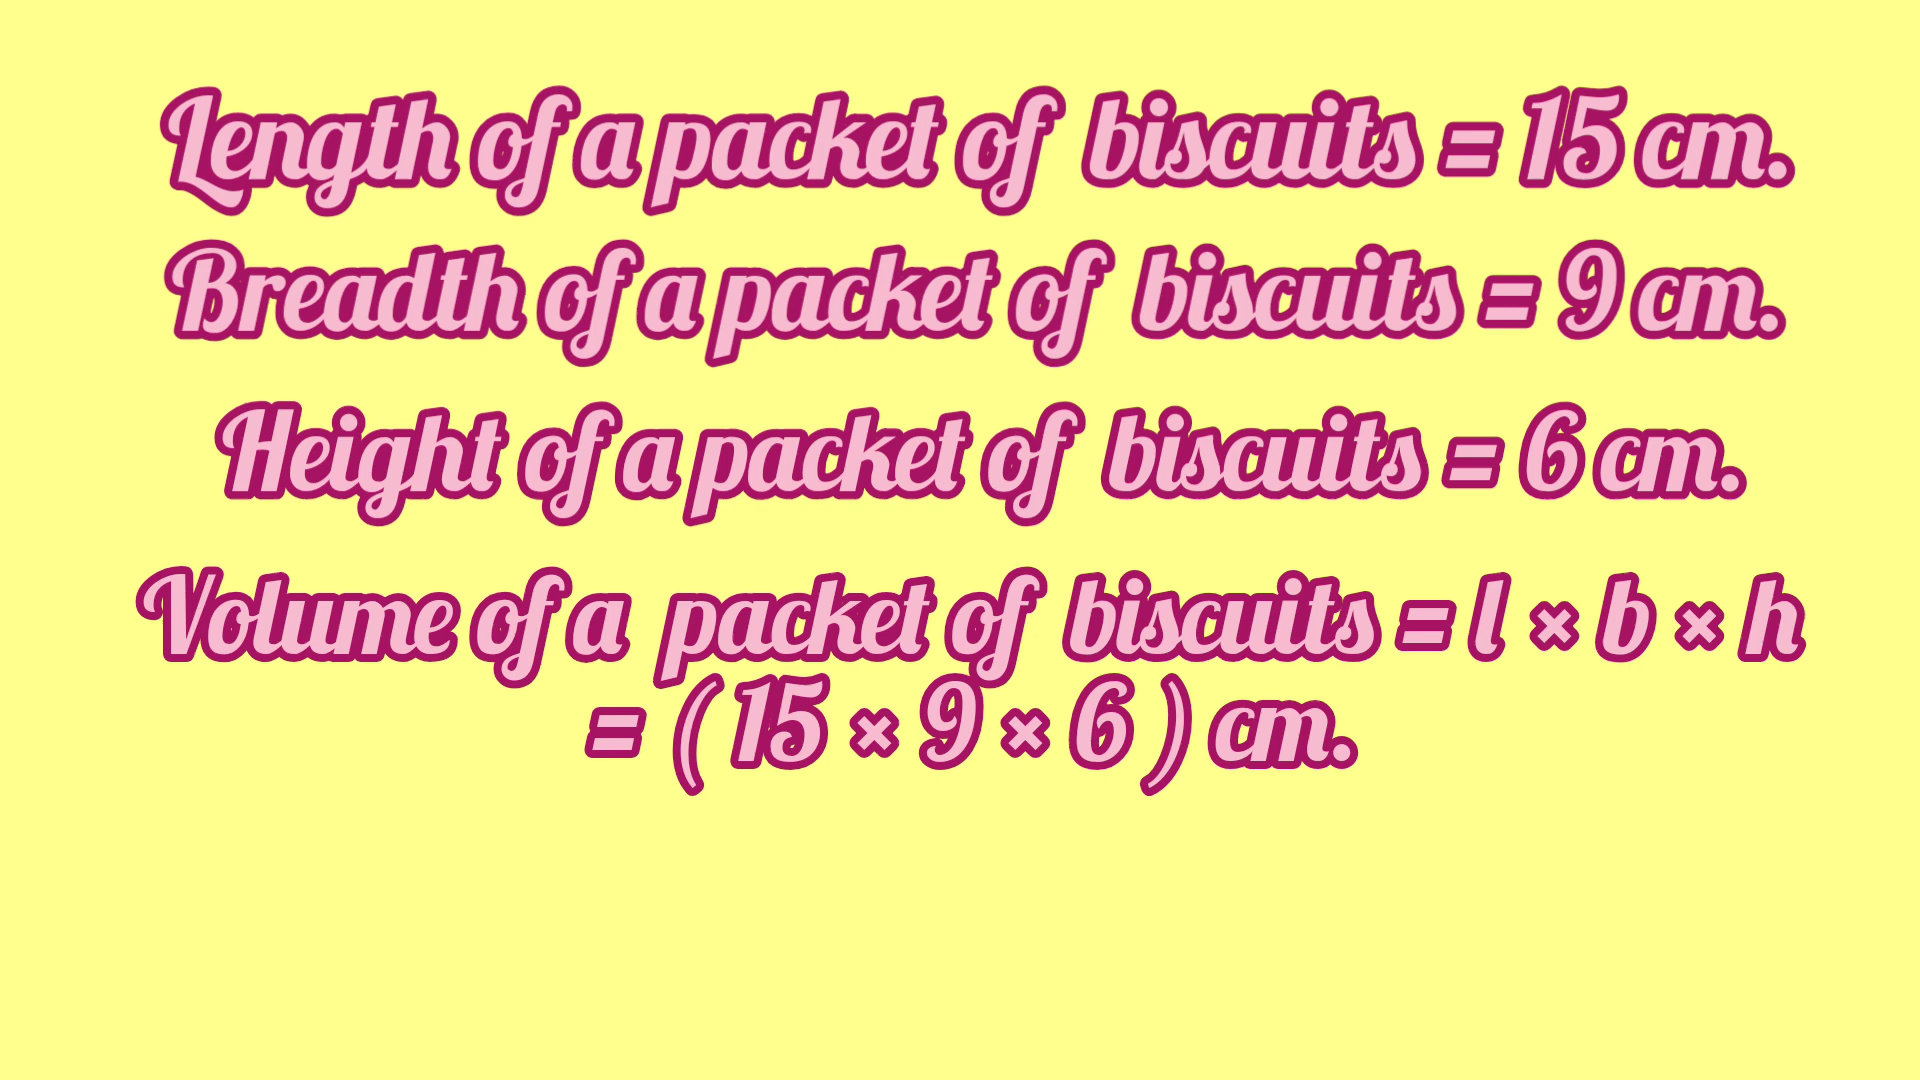 Length of a packet of biscuits = 15 cm.
Breadth of a packet of biscuits = 9 cm.
Height of a packet of biscuits = 6 cm.
Volume of a packet of biscuits = l × b × h
= ( 15 × 9 × 6 ) cm.